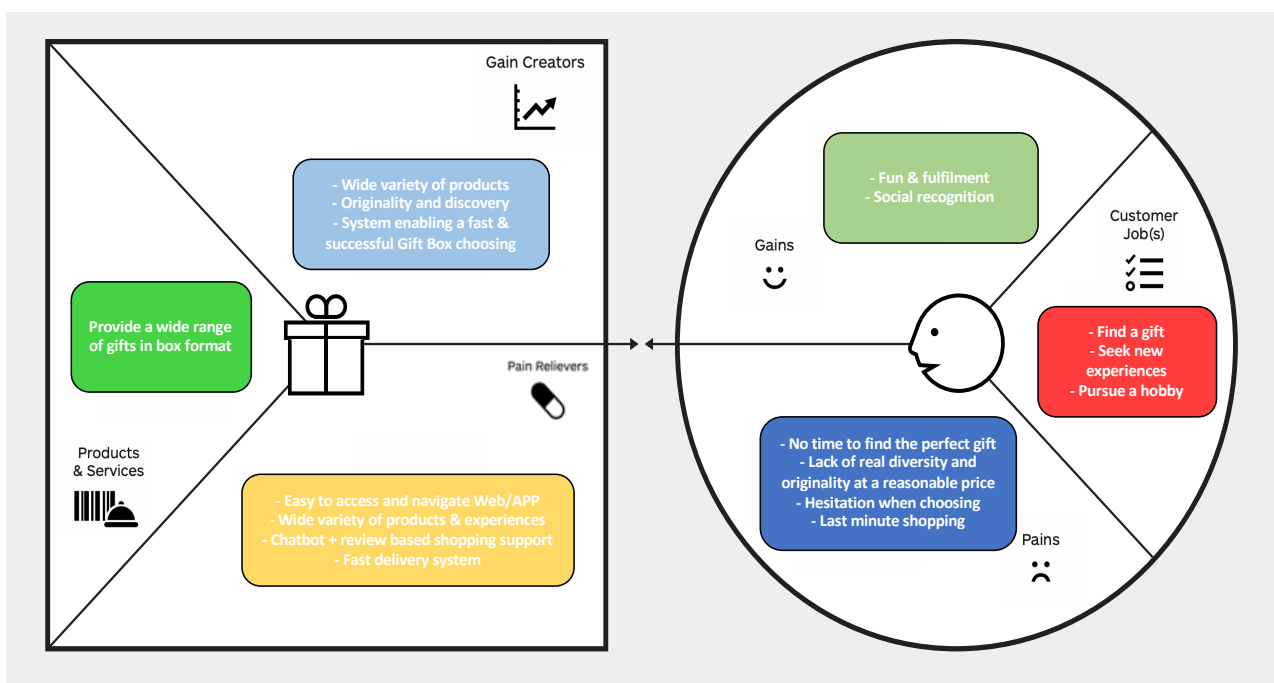 Gain Creators
- Wide variety of products
- Originality and discovery
- System enabling a fast &
successful Gift Box choosing
Provide a wide range
of gifts in box format
Products
& Services
Pain Relievers
- Easy to access and navigate Web/APP
- Wide variety of products & experiences
- Chatbot + review based shopping support
- Fast delivery system
Gains
- Fun & fulfilment
- Social recognition
Customer
Job(s)
- Find a gift
- Seek new
experiences
- Pursue a hobby
- No time to find the perfect gift
- Lack of real diversity and
originality at a reasonable price
- Hesitation when choosing
- Last minute shopping
Pains